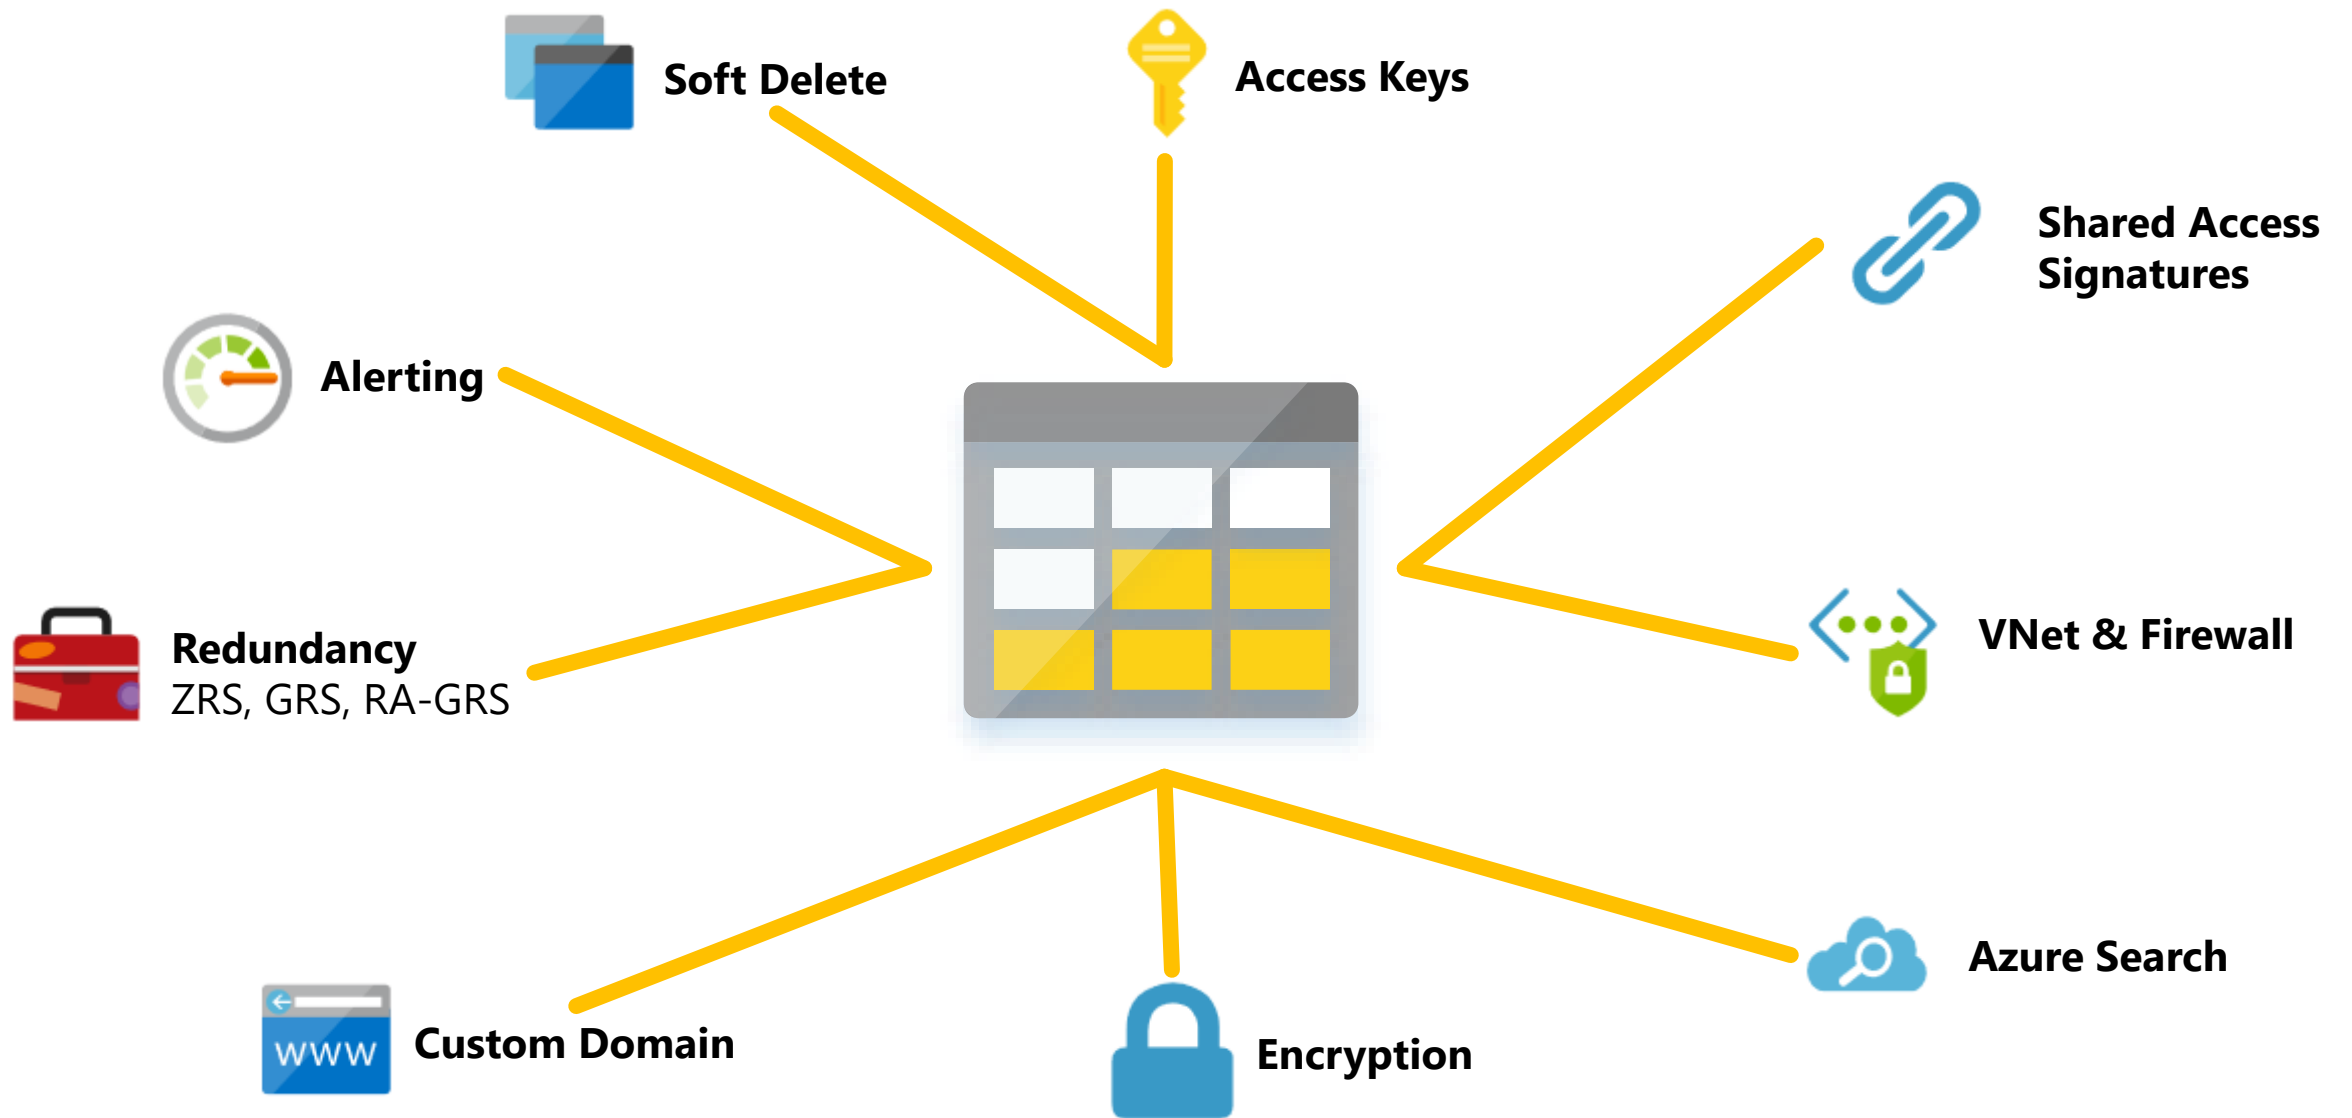 Soft Delete
Access Keys
Shared Access
Signatures
Alerting
Redundancy
ZRS, GRS, RA-GRS
VNet & Firewall
Azure Search
www
Custom Domain
Encryption